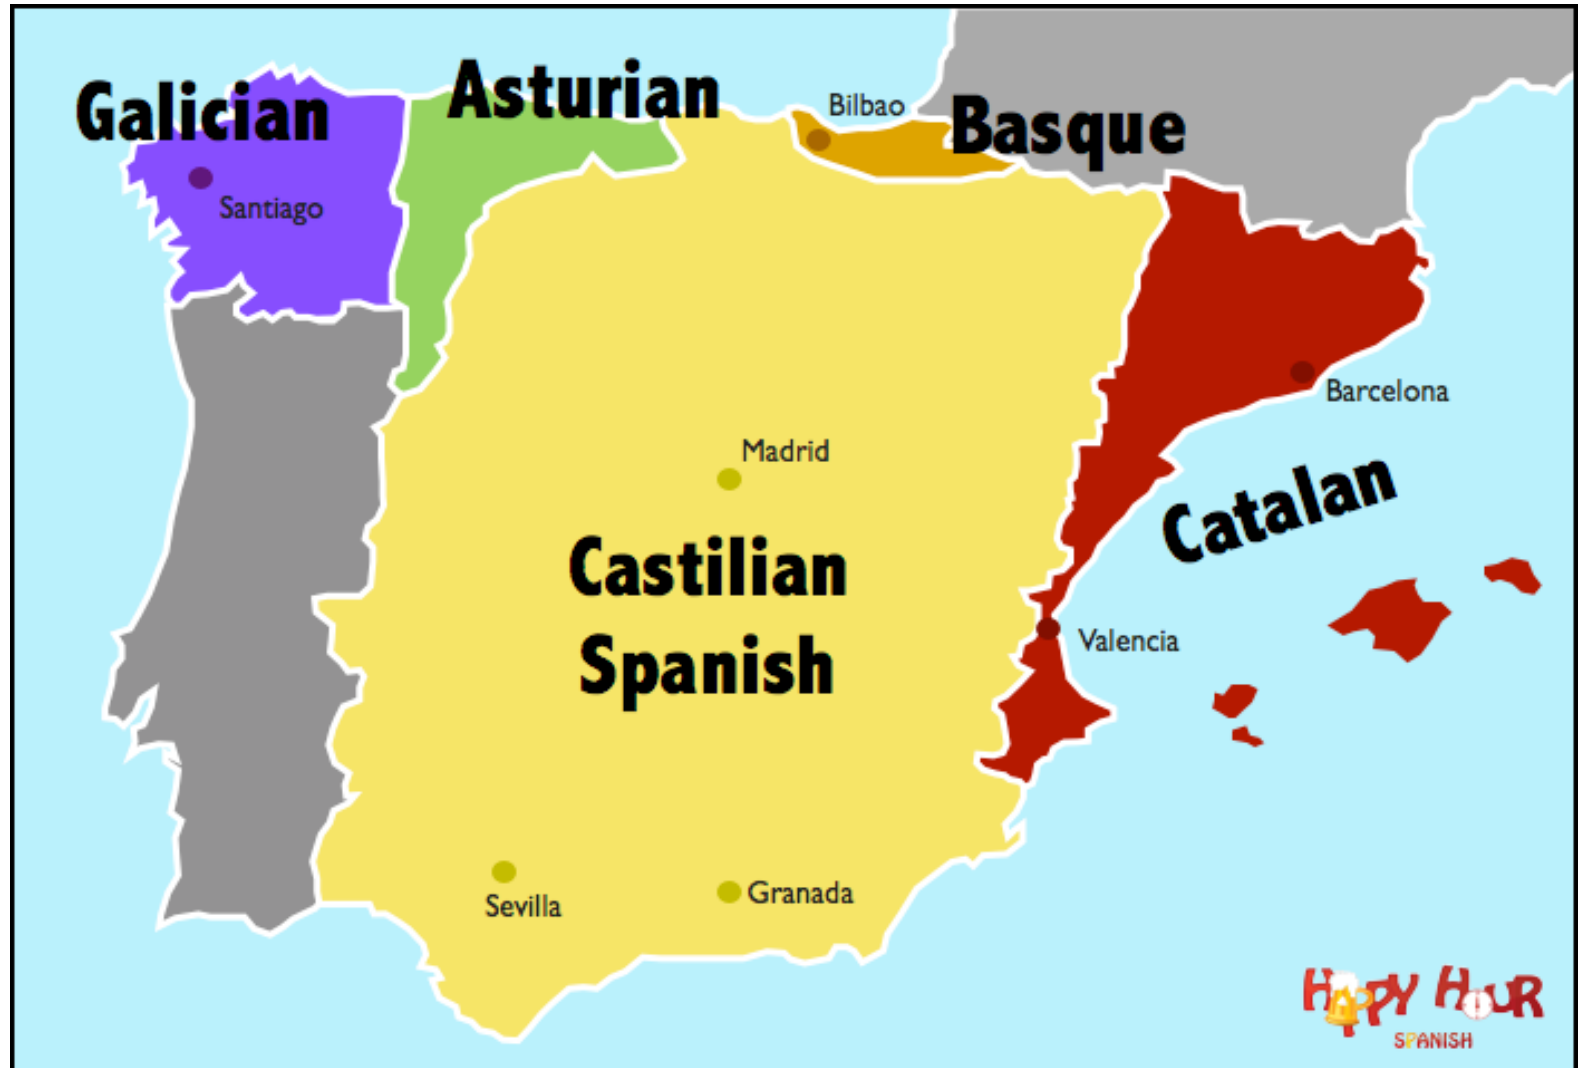 Galician
Asturian
Bilbao
Basque
Santiago
Barcelona
Madrid
Catalan
Castilian
Spanish
Valencia
Sevilla
Granada
HAPPY HOUR
SPANISH